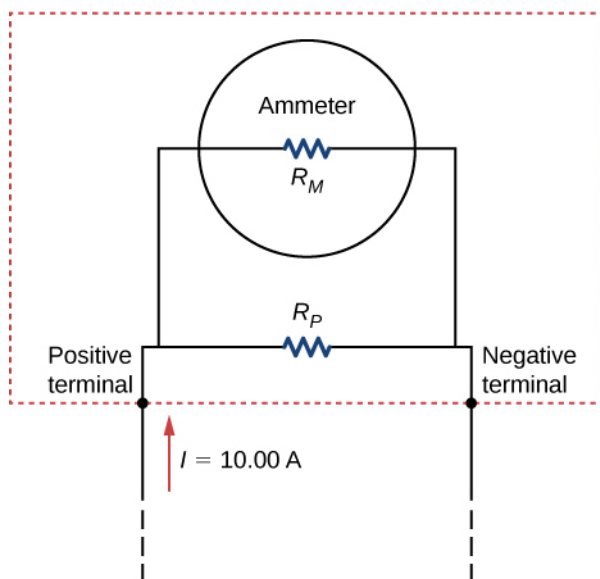 Ammeter
R_M
R_P
Positive
terminal
Negative
terminal
I = 10.00 A